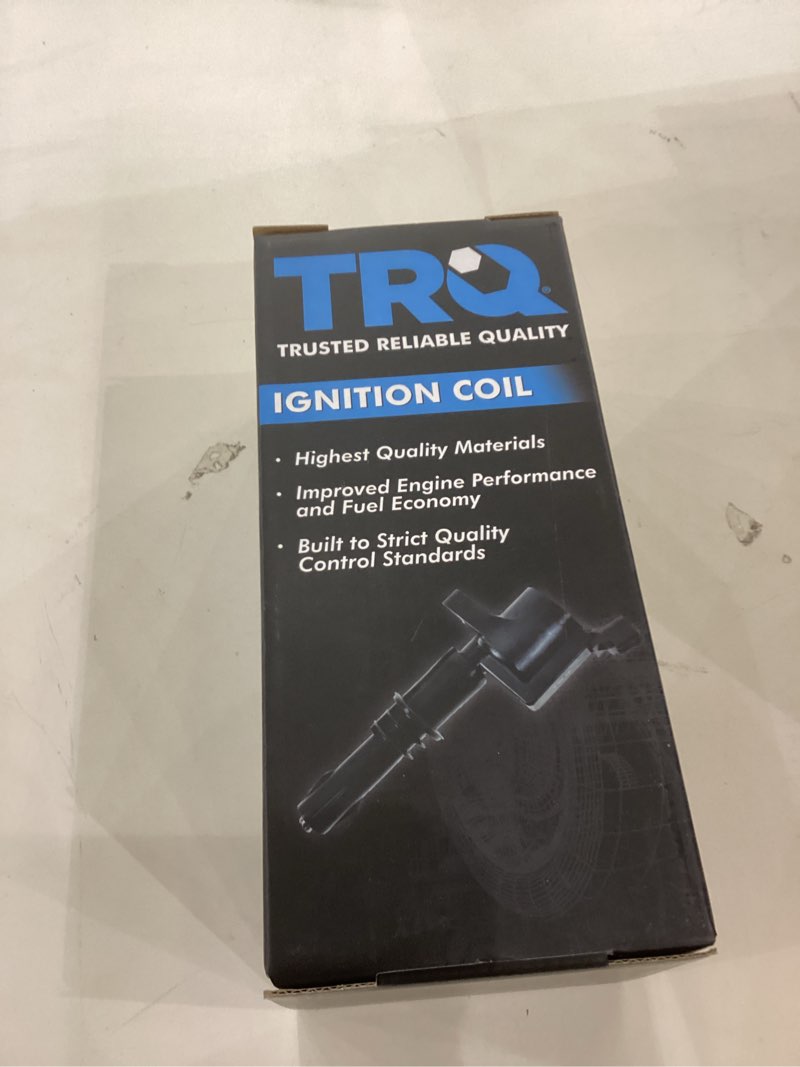 TRQ®
TRUSTED RELIABLE QUALITY
IGNITION COIL
• Highest Quality Materials
• Improved Engine Performance
and Fuel Economy
• Built to Strict Quality
Control Standards